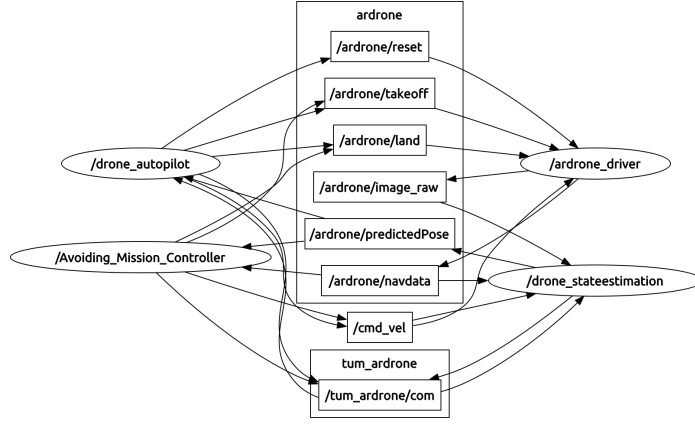 ardrone
/ardrone/reset
/ardrone/takeoff
/ardrone/land
/drone_autopilot
/ardrone_driver
/ardrone/image_raw
/ardrone/predictedPose
/Avoiding_Mission_Controller
/ardrone/navdata
/drone_stateestimation
/cmd_vel
tum_ardrone
/tum_ardrone/com